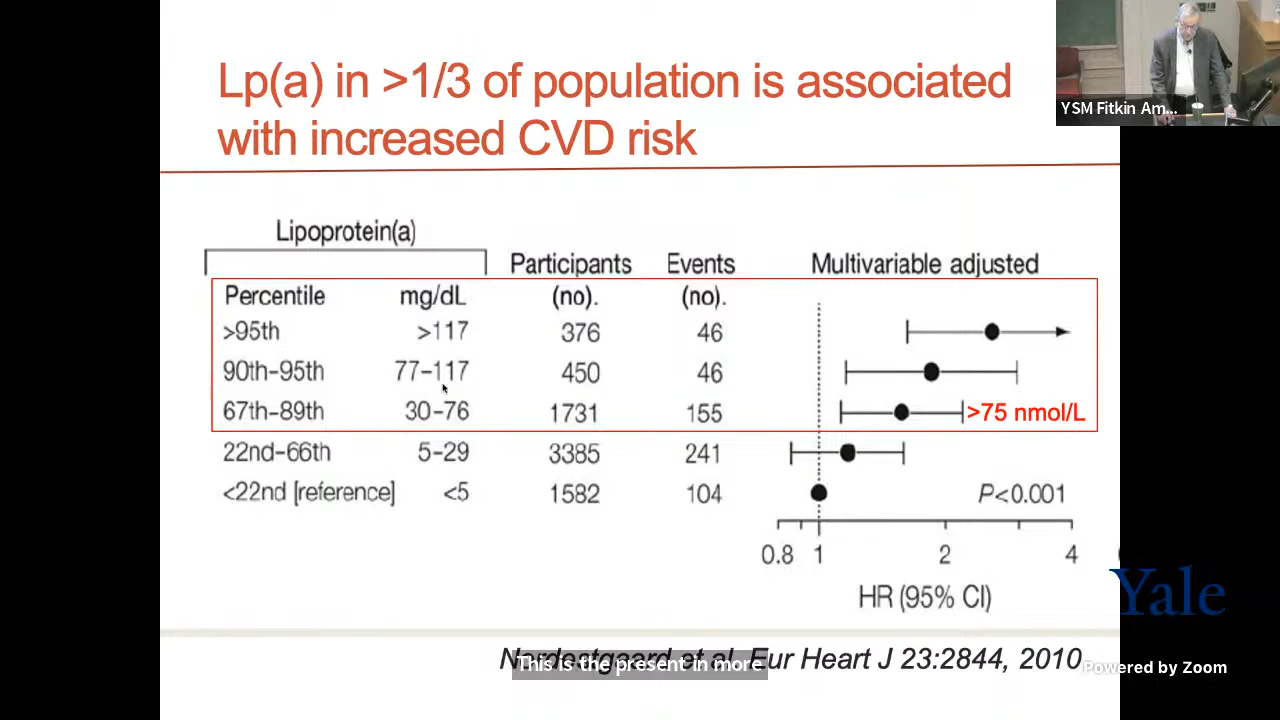 Lp(a) in >1/3 of population is associated
with increased CVD risk
YSM Fitkin Am...
Lipoprotein(a)
Participants Events Multivariable adjusted
Percentile mg/dL (no). (no).
>95th >117 376 46
90th–95th 77–117 450 46
67th–89th 30–76 1731 155 >75 nmol/L
22nd–66th 5–29 3385 241
<22nd [reference] <5 1582 104 P<0.001
0.8 1 2 4
HR (95% CI)
Yale
Nordestgaard et al, Eur Heart J 23:2844, 2010
This is the present in more
Powered by Zoom